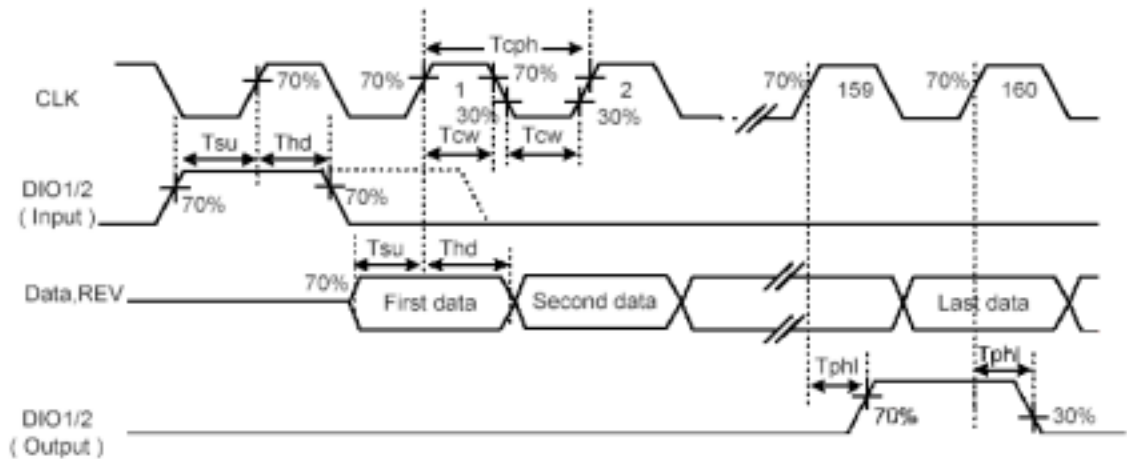 Tcph
CLK
70%
70%
1
70%
2
70%
159
70%
160
30%
30%
Tsu
Thd
Tcw
Tcw
DIO1/2
( Input )
70%
70%
Tsu
Thd
Data,REV
70%
First data
Second data
Last data
Tphl
Tphl
DIO1/2
( Output )
70%
30%